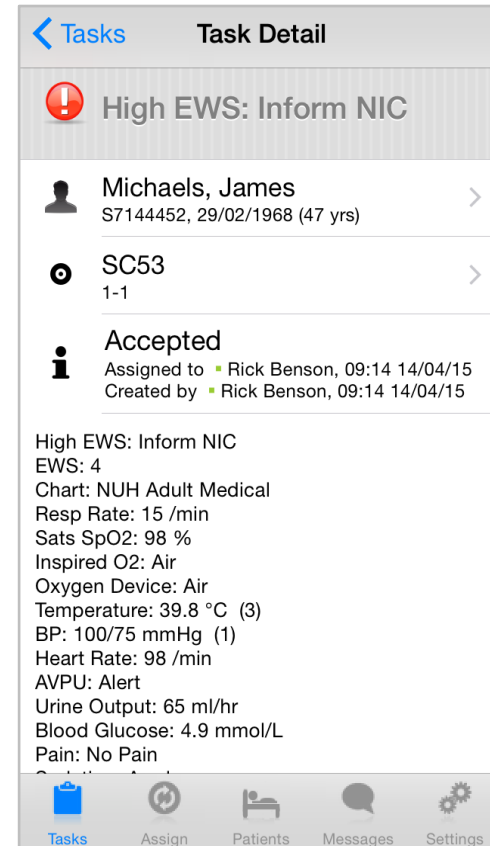 Tasks Task Detail
High EWS: Inform NIC
Michaels, James
S7144452, 29/02/1968 (47 yrs)
SC53
1-1
Accepted
Assigned to Rick Benson, 09:14 14/04/15
Created by Rick Benson, 09:14 14/04/15
High EWS: Inform NIC
EWS: 4
Chart: NUH Adult Medical
Resp Rate: 15 /min
Sats SpO2: 98 %
Inspired O2: Air
Oxygen Device: Air
Temperature: 39.8 °C (3)
BP: 100/75 mmHg (1)
Heart Rate: 98 /min
AVPU: Alert
Urine Output: 65 ml/hr
Blood Glucose: 4.9 mmol/L
Pain: No Pain
Tasks Assign Patients Messages Settings